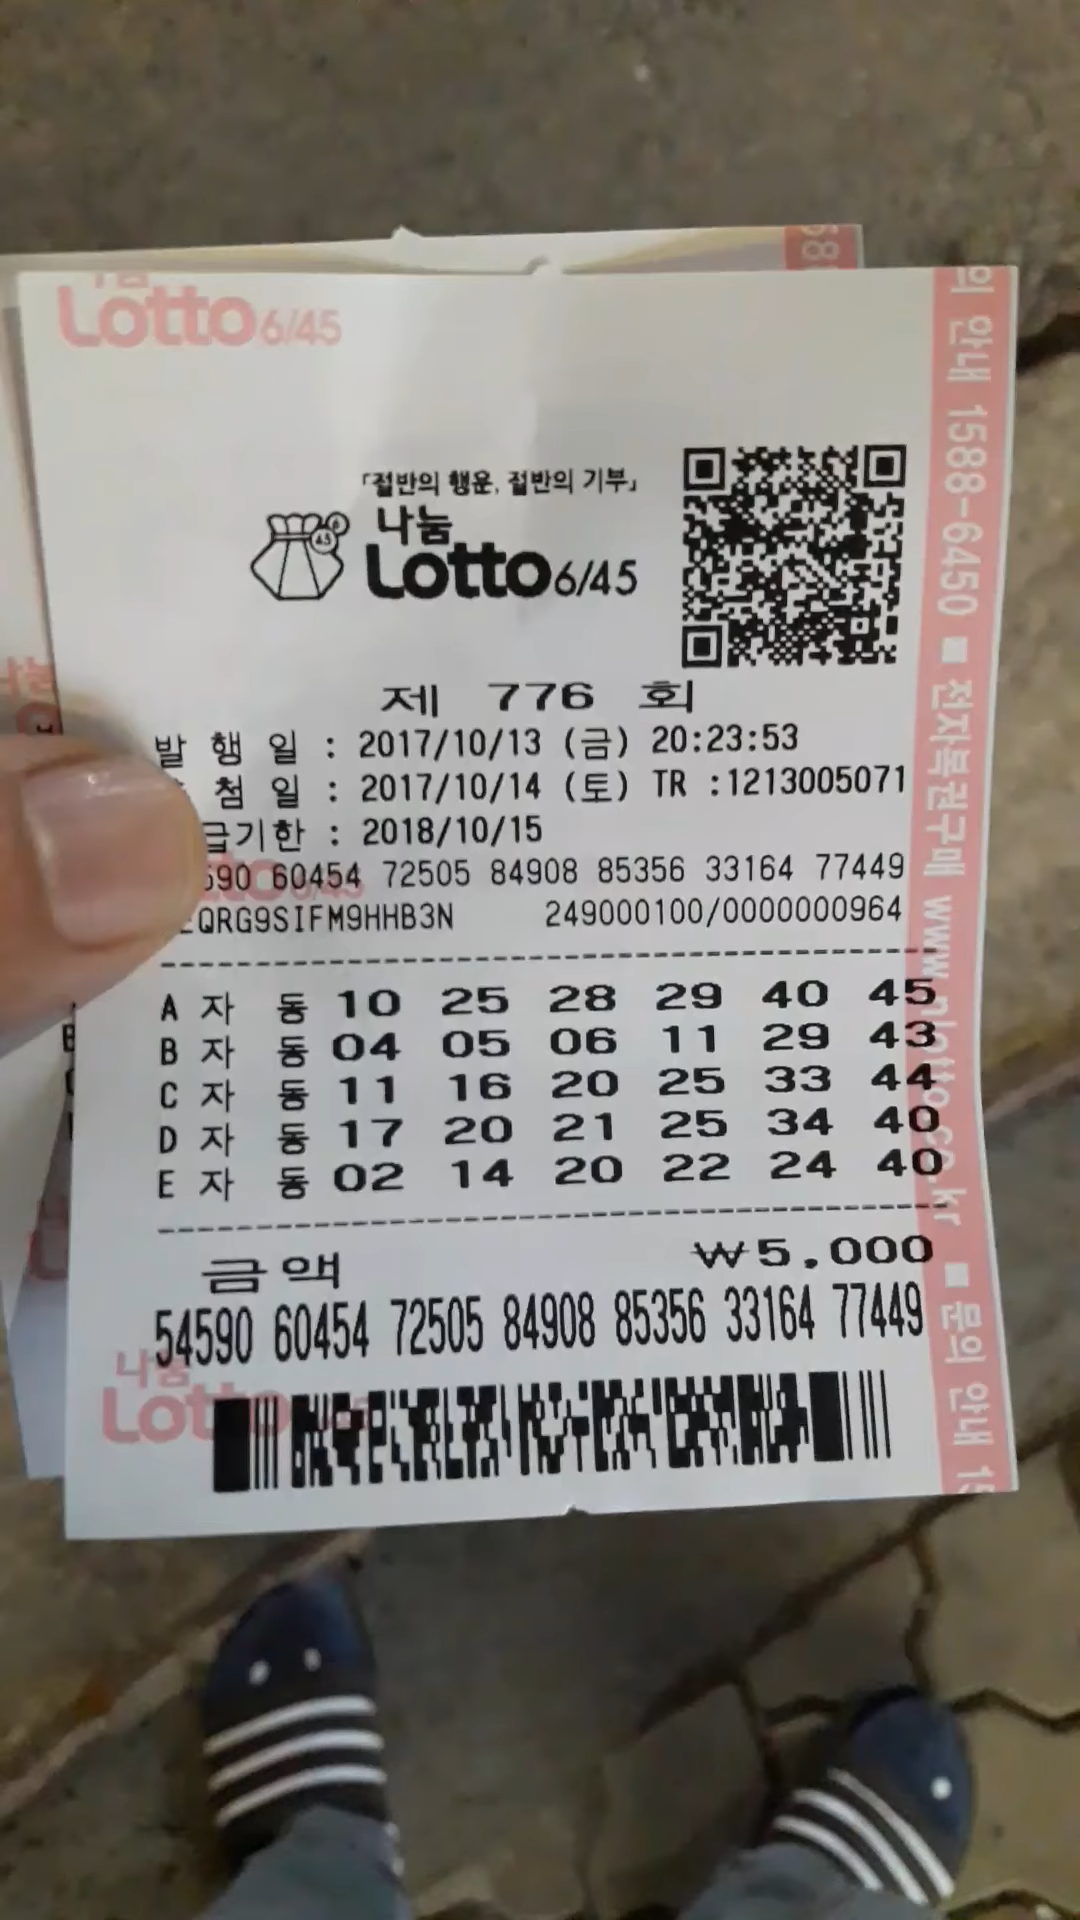 Lotto 6/45
「절반의 행운, 절반의 기부」
나눔
Lotto 6/45
제 776 회
발 행 일 : 2017/10/13 (금) 20:23:53
첨 일 : 2017/10/14 (토) TR :1213005071
급기한 : 2018/10/15
590 60454 72505 84908 85356 33164 77449
QRG9SIFM9HHB3N 249000100/0000000964
A 자 동 10 25 28 29 40 45
B 자 동 04 05 06 11 29 43
C 자 동 11 16 20 25 33 44
D 자 동 17 20 21 25 34 40
E 자 동 02 14 20 22 24 40
금액 ₩5,000
54590 60454 72505 84908 85356 33164 77449
나눔
Lotto
의 안내 1588-6450 ■ 전자복권구매 www.nlotto.co.kr ■ 문의 안내 15